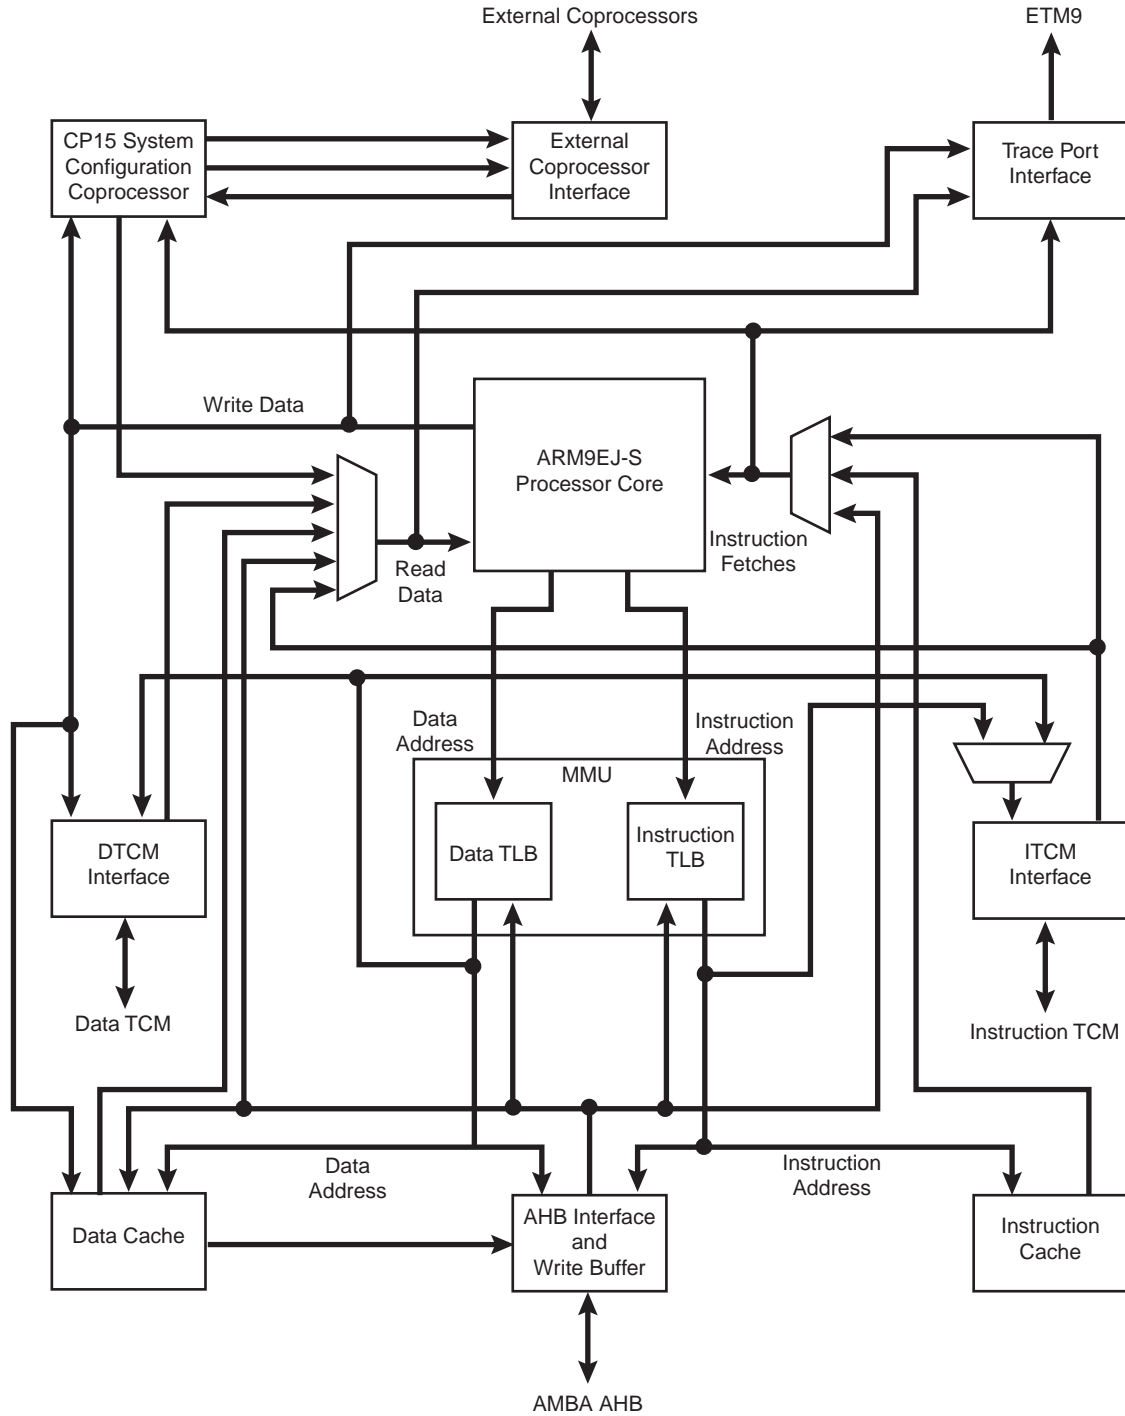 External Coprocessors
ETM9
CP15 System
Configuration
Coprocessor
External
Coprocessor
Interface
Trace Port
Interface
Write Data
ARM9EJ-S
Processor Core
Instruction
Fetches
Read
Data
Data
Address
Instruction
Address
MMU
DTCM
Interface
Data TLB
Instruction
TLB
ITCM
Interface
Data TCM
Instruction TCM
Data
Address
Instruction
Address
Data Cache
AHB Interface
and
Write Buffer
Instruction
Cache
AMBA AHB